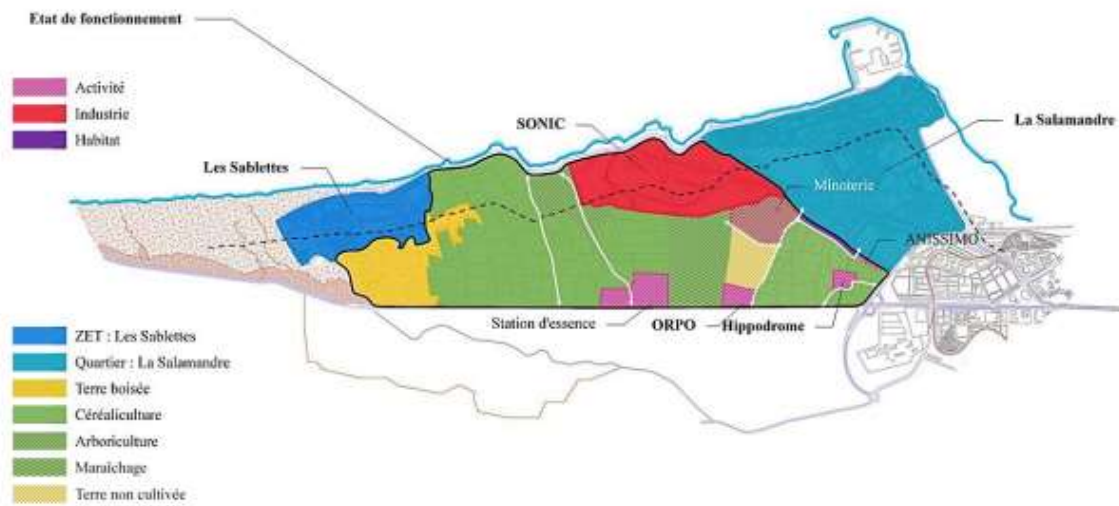 Etat de fonctionnement
Activité
Industrie
Habitat
SONIC
La Salamandre
Les Sablettes
Minoterie
ANISSIMO
Station d'essence
ORPO
Hippodrome
ZET : Les Sablettes
Quartier : La Salamandre
Terre boisée
Céréaliculture
Arboriculture
Maraîchage
Terre non cultivée